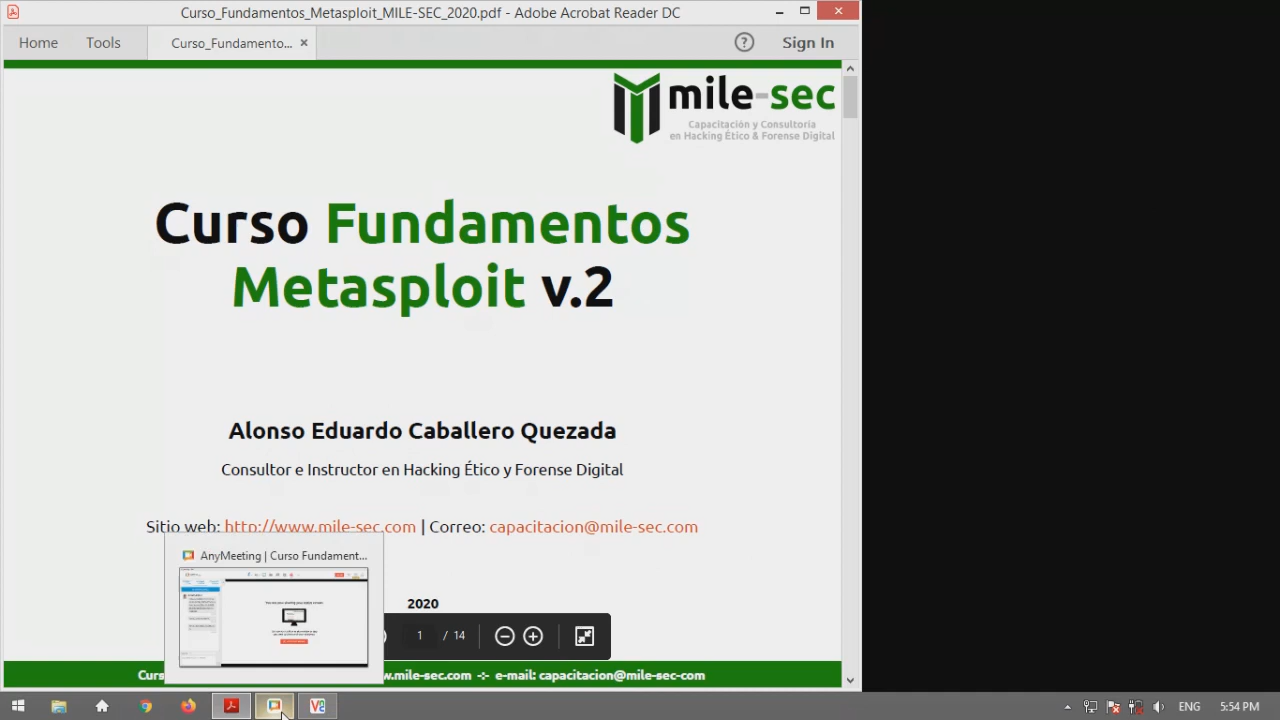 Curso_Fundamentos_Metasploit_MILE-SEC_2020.pdf - Adobe Acrobat Reader DC
Home Tools Curso_Fundamento... Sign In
mile-sec
Capacitación y Consultoría
en Hacking Ético & Forense Digital
Curso Fundamentos
Metasploit v.2
Alonso Eduardo Caballero Quezada
Consultor e Instructor en Hacking Ético y Forense Digital
Sitio web: http://www.mile-sec.com | Correo: capacitacion@mile-sec.com
AnyMeeting | Curso Fundament...
2020
1 / 14
Curs w.mile-sec.com -:- e-mail: capacitacion@mile-sec.com
ENG 5:54 PM